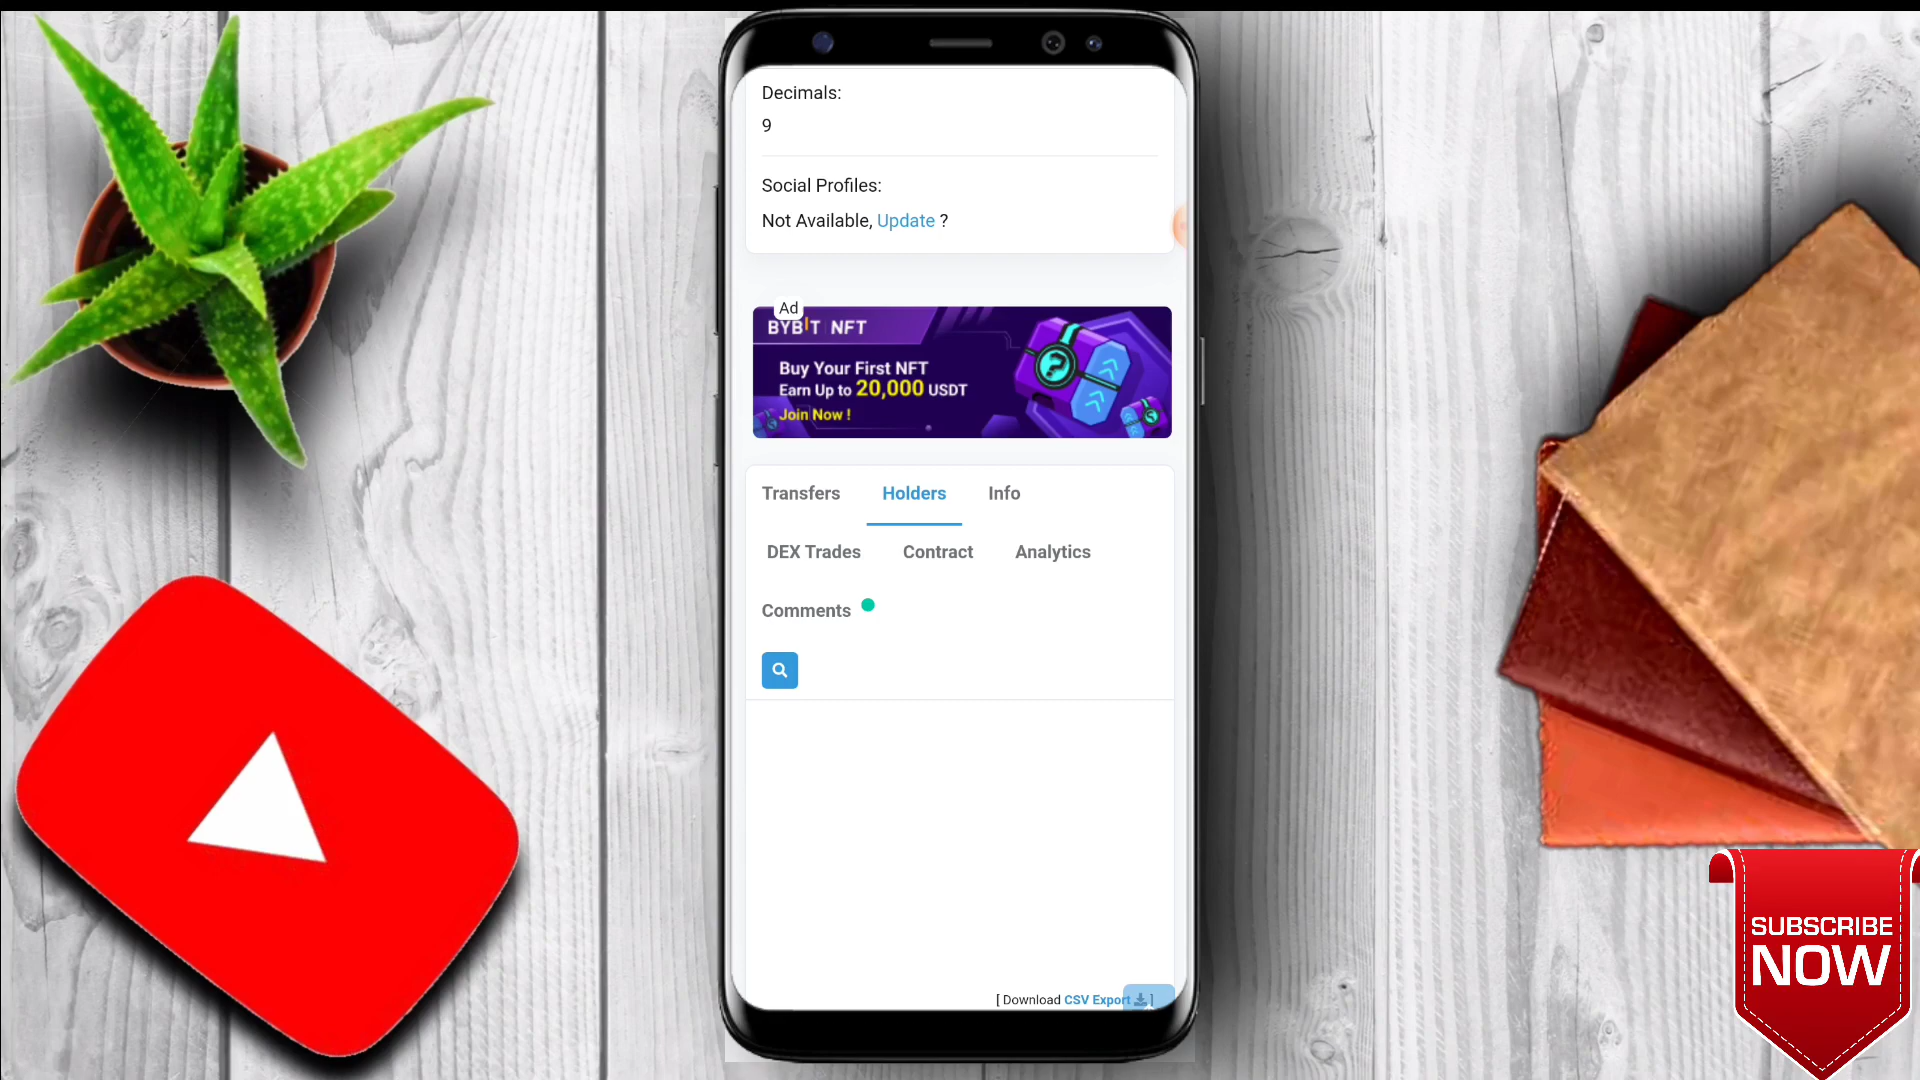 Decimals:
9
Social Profiles:
Not Available, Update ?
Ad
BYBIT NFT
Buy Your First NFT
Earn Up to 20,000 USDT
Join Now !
Transfers Holders Info
DEX Trades Contract Analytics
Comments
[ Download CSV Export ]
SUBSCRIBE
NOW